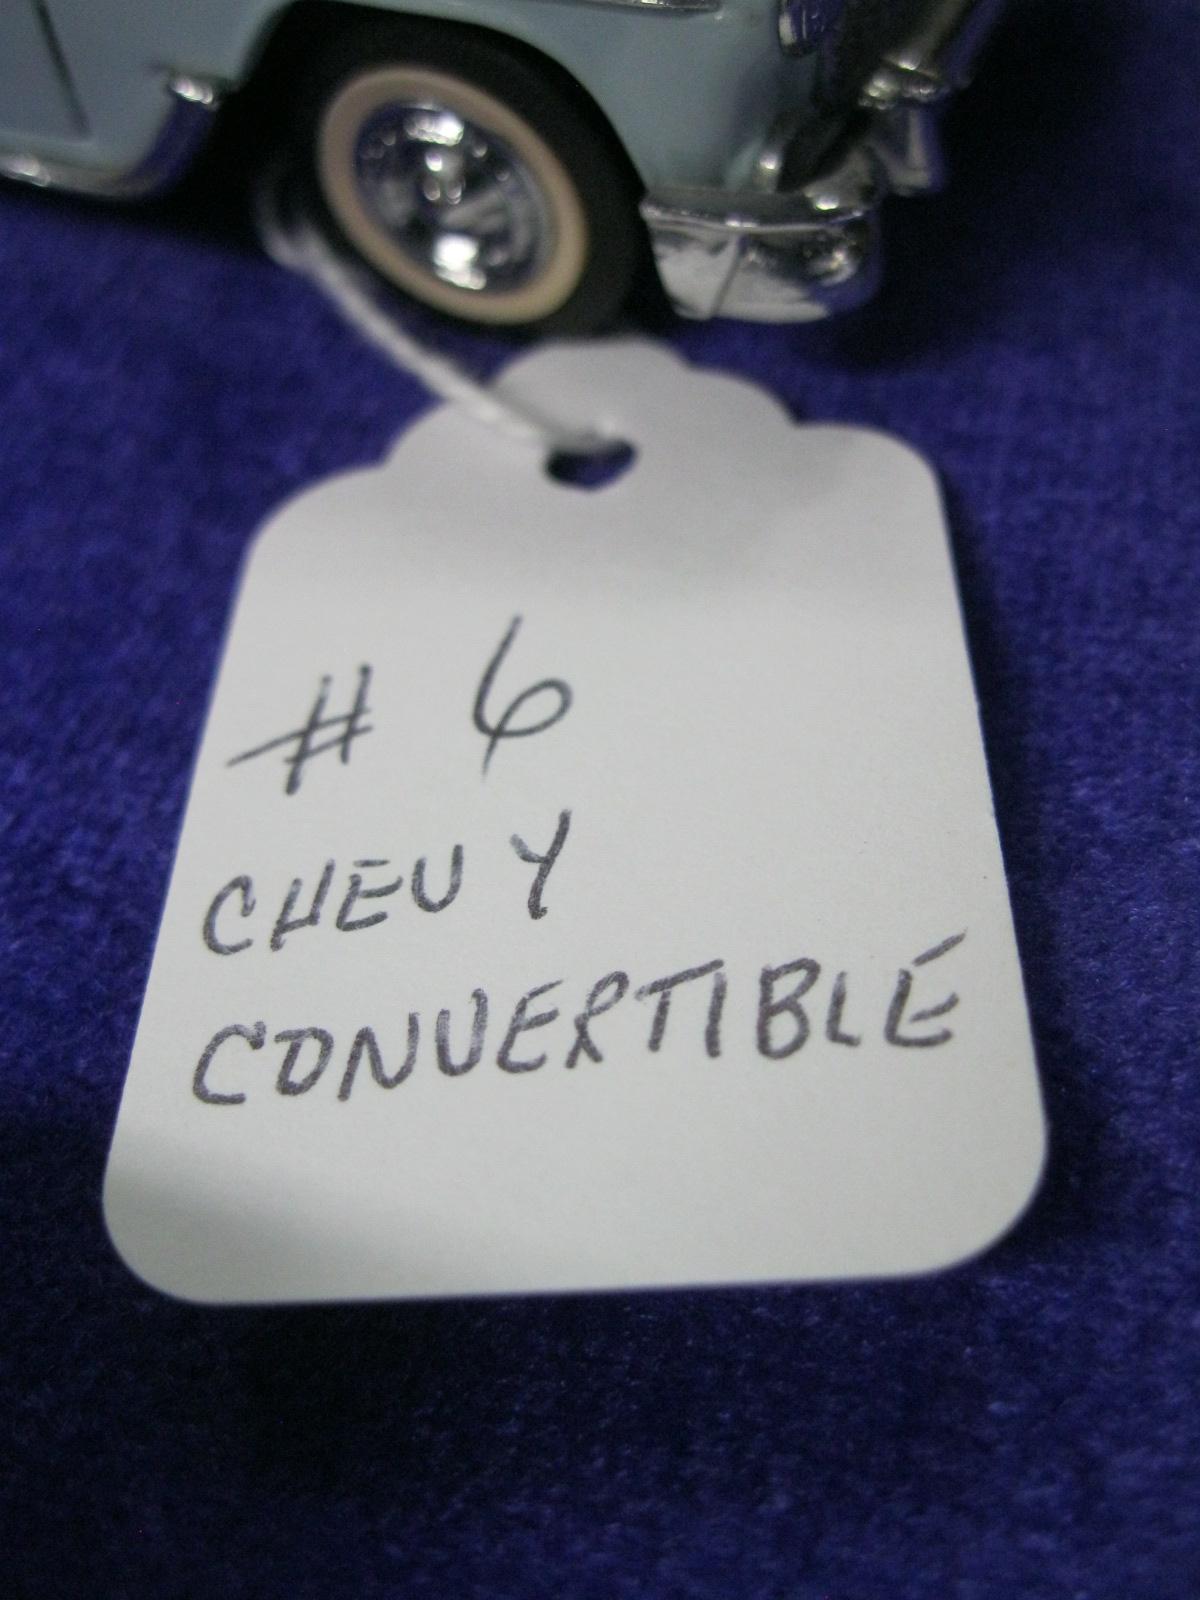 # 6
CHEVY
CONVERTIBLE